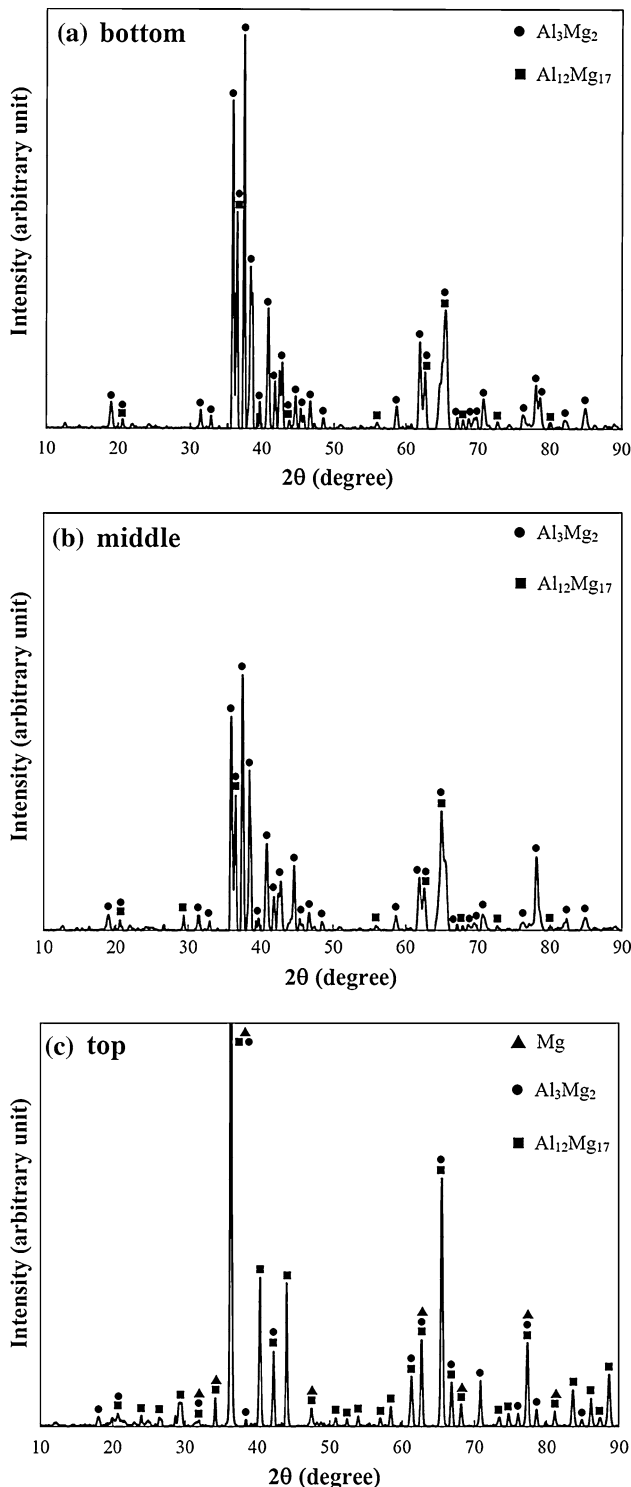 (a) bottom
● Al₃Mg₂
■ Al₁₂Mg₁₇
Intensity (arbitrary unit)
10 20 30 40 50 60 70 80 90
2θ (degree)
(b) middle
● Al₃Mg₂
■ Al₁₂Mg₁₇
Intensity (arbitrary unit)
10 20 30 40 50 60 70 80 90
2θ (degree)
(c) top
▲ Mg
● Al₃Mg₂
■ Al₁₂Mg₁₇
Intensity (arbitrary unit)
10 20 30 40 50 60 70 80 90
2θ (degree)